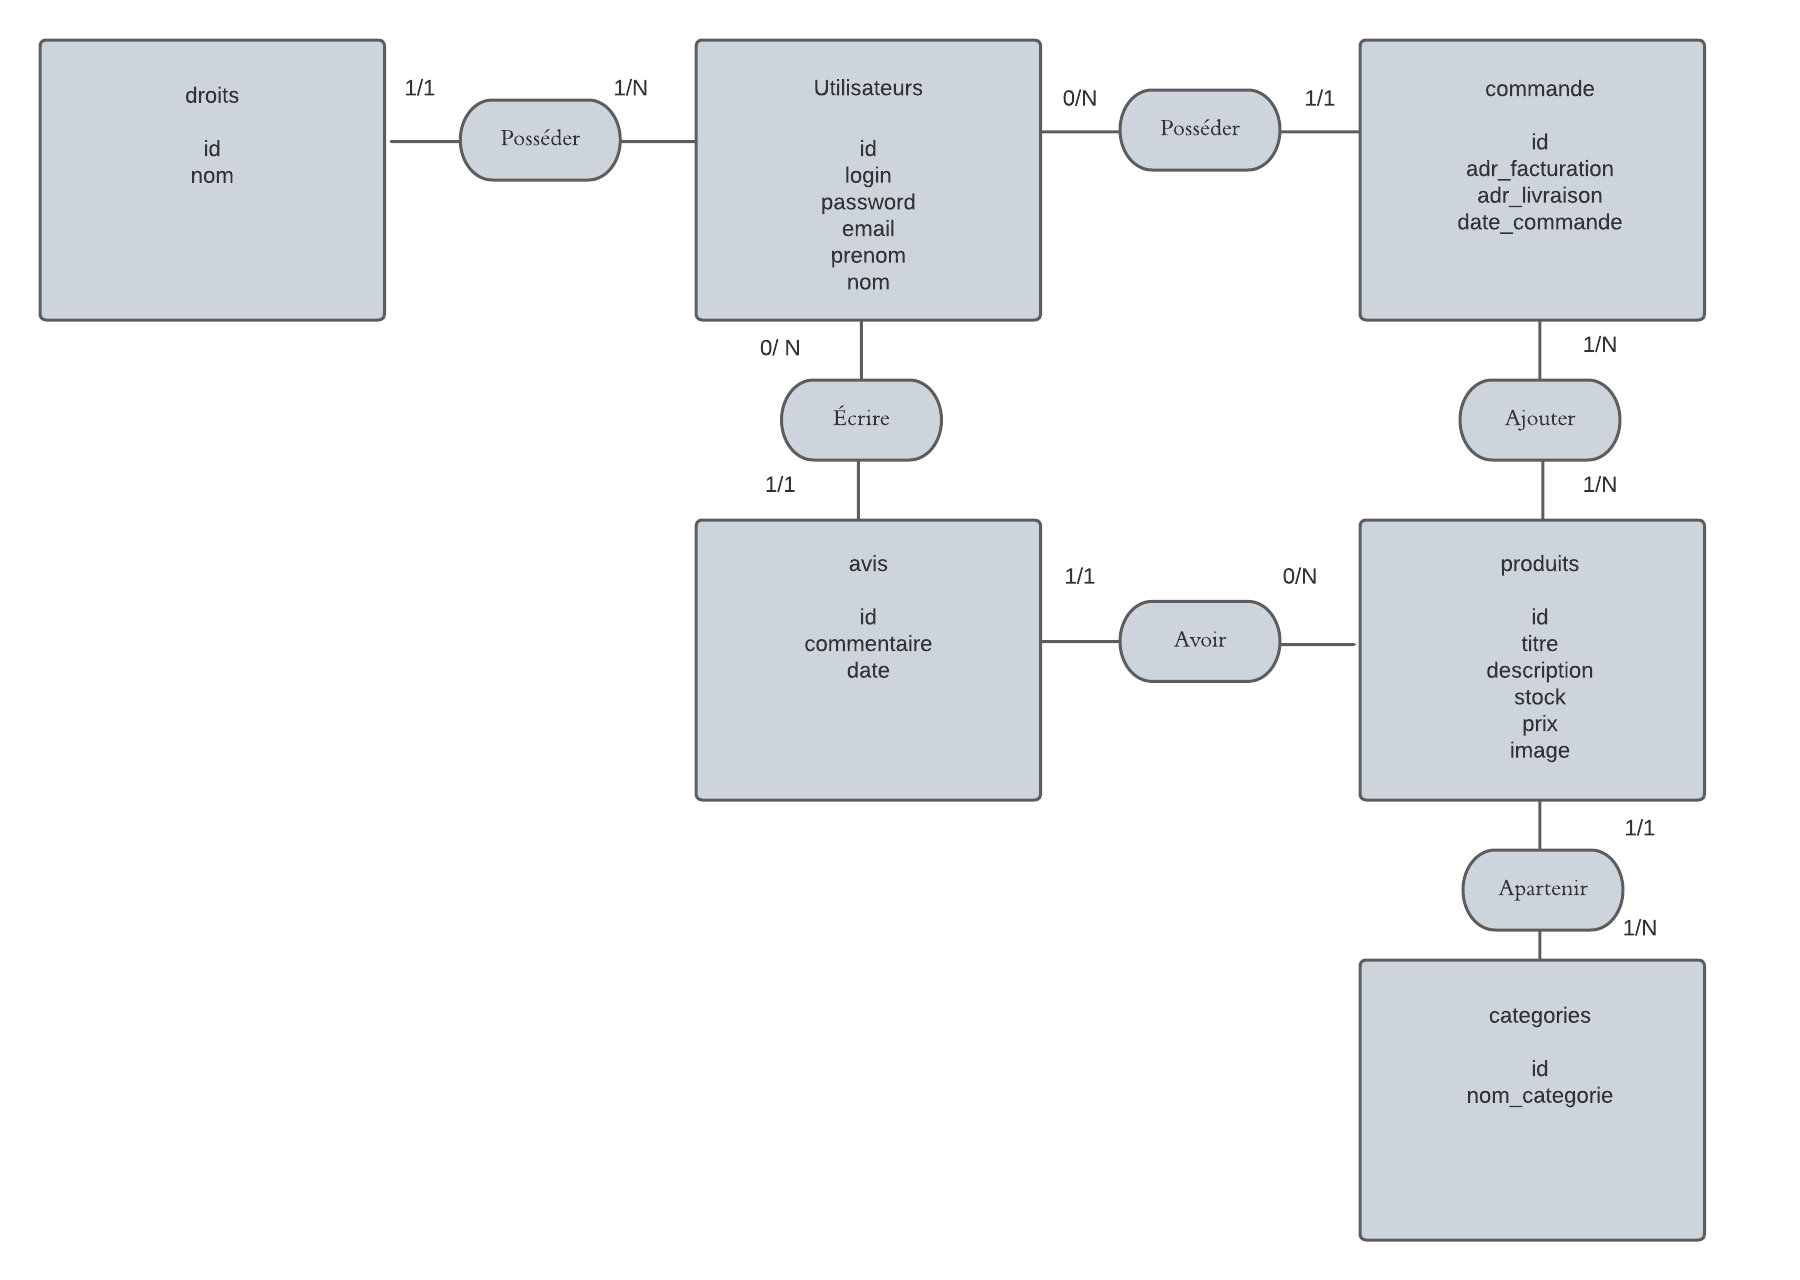 droits
id
nom
1/1
Posséder
1/N
Utilisateurs
id
login
password
email
prenom
nom
0/N
Posséder
1/1
commande
id
adr_facturation
adr_livraison
date_commande
0/ N
Écrire
1/1
1/N
Ajouter
1/N
avis
id
commentaire
date
1/1
Avoir
0/N
produits
id
titre
description
stock
prix
image
1/1
Apartenir
1/N
categories
id
nom_categorie